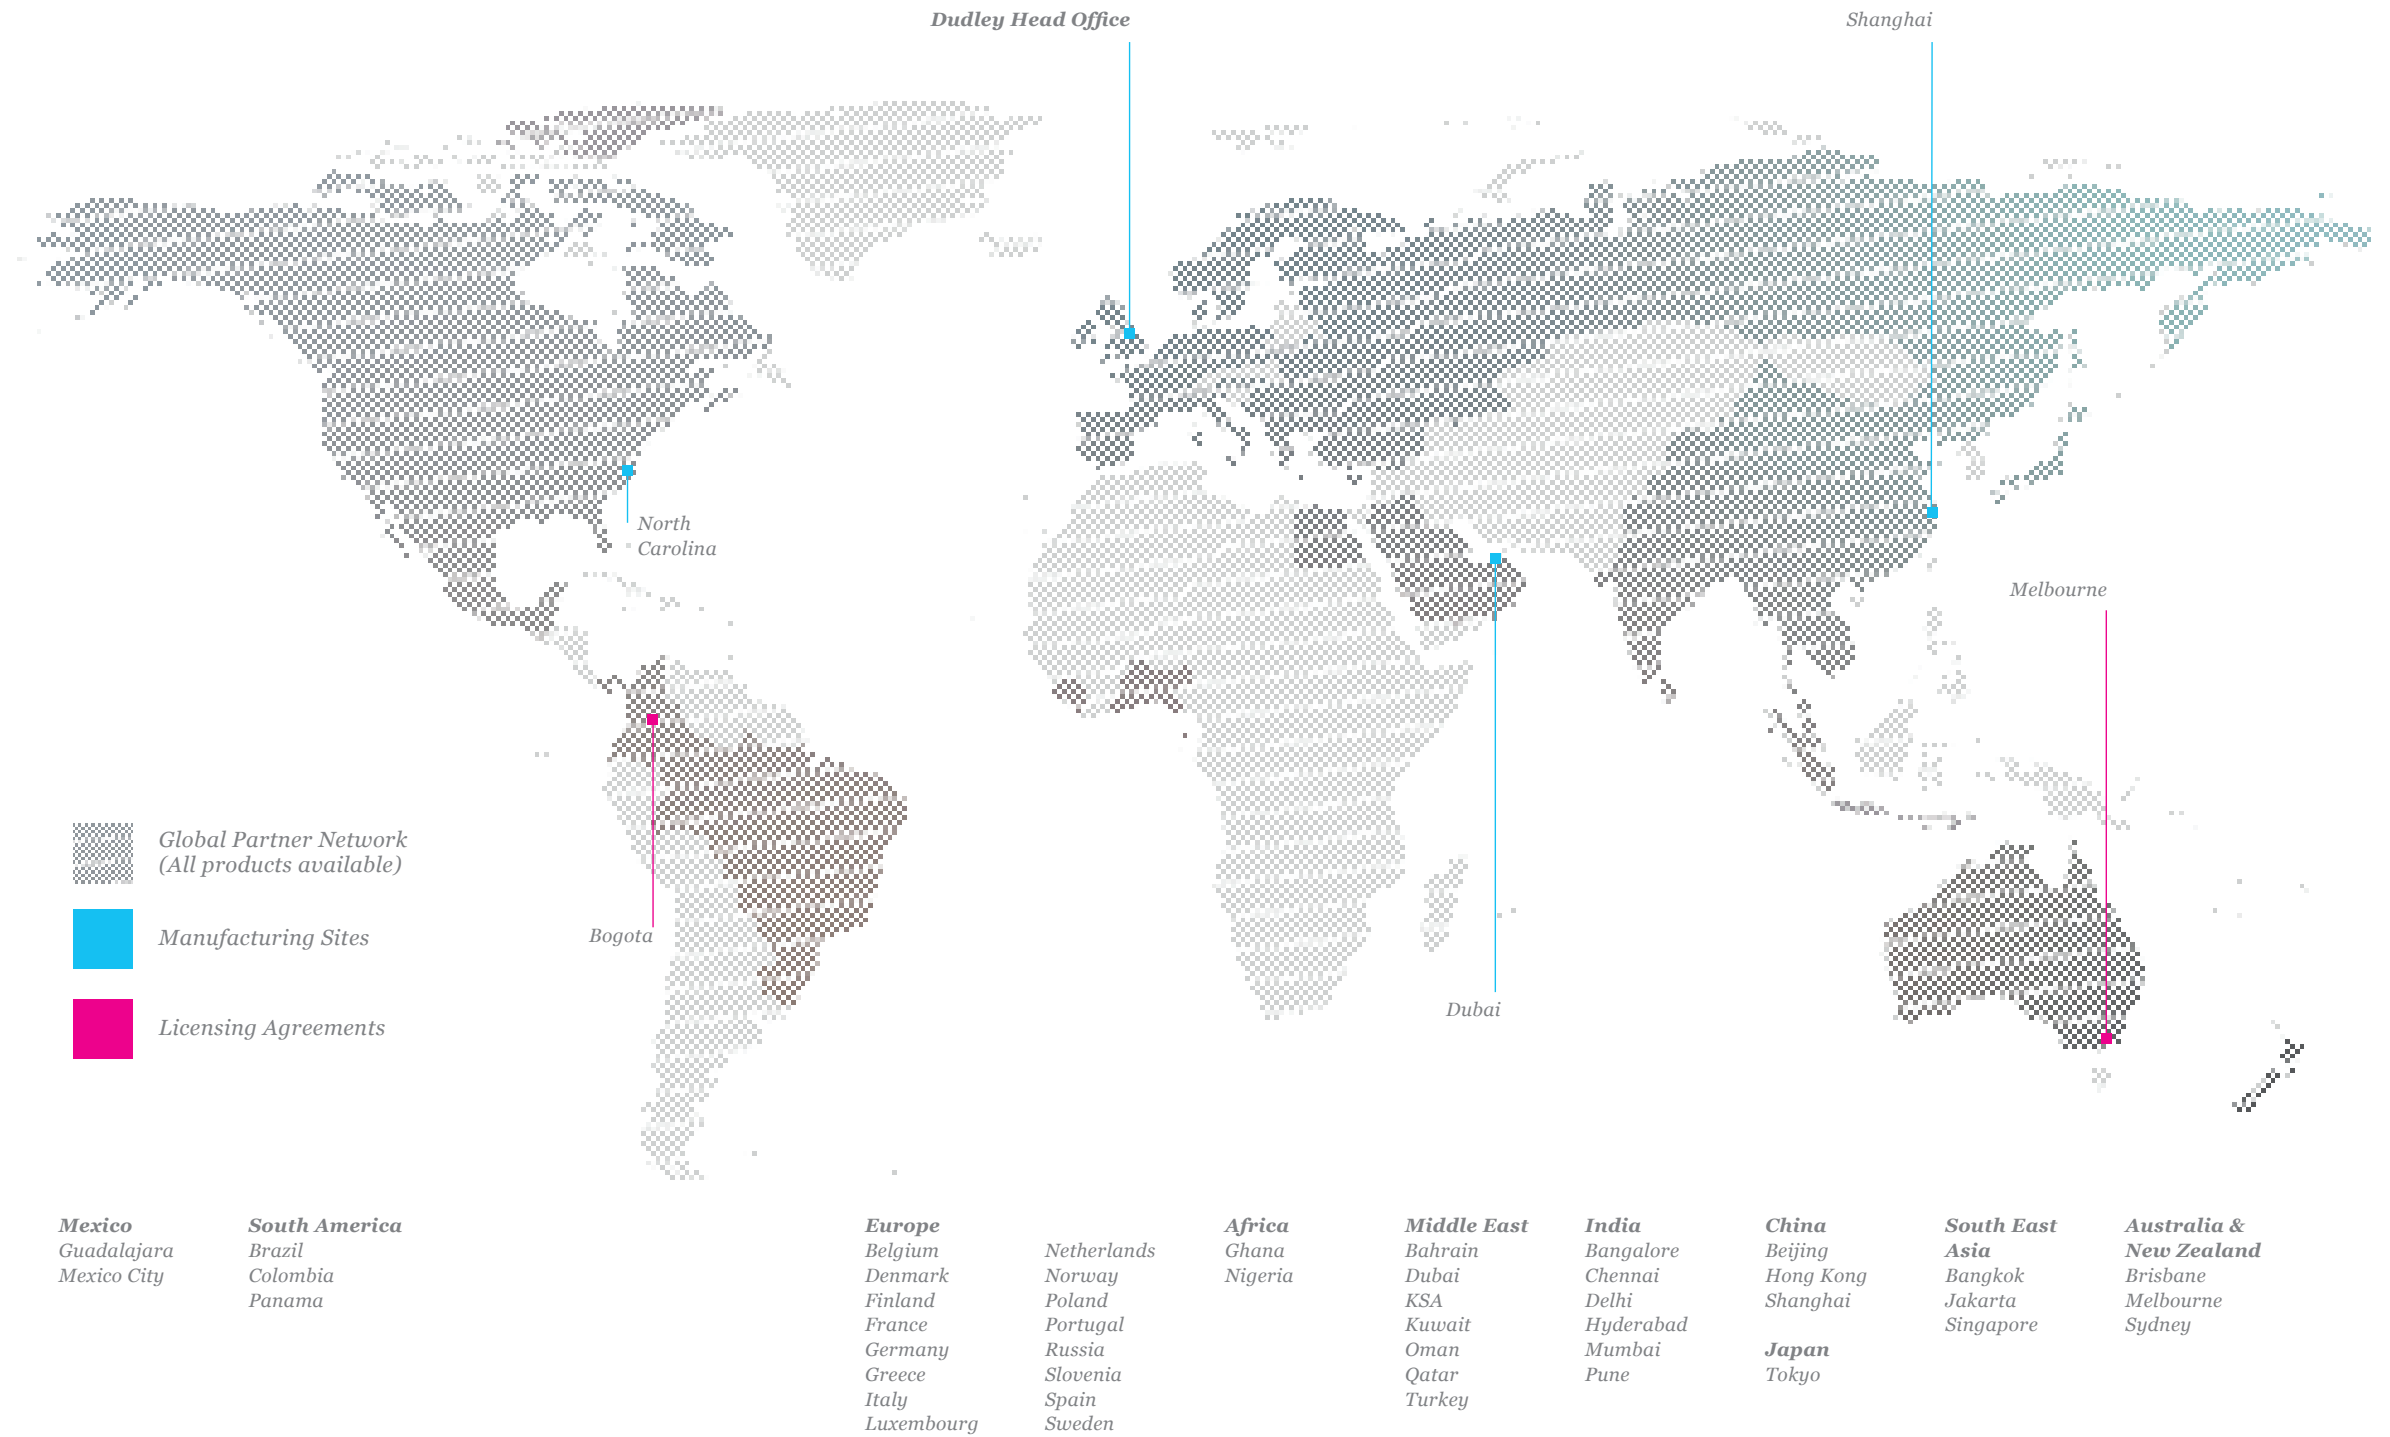 Dudley Head Office
Shanghai
North
Carolina
Melbourne
Global Partner Network
(All products available)
Manufacturing Sites
Bogota
Licensing Agreements
Dubai
Mexico
Guadalajara
Mexico City
South America
Brazil
Colombia
Panama
Europe
Belgium
Denmark
Finland
France
Germany
Greece
Italy
Luxembourg
Netherlands
Norway
Poland
Portugal
Russia
Slovenia
Spain
Sweden
Africa
Ghana
Nigeria
Middle East
Bahrain
Dubai
KSA
Kuwait
Oman
Qatar
Turkey
India
Bangalore
Chennai
Delhi
Hyderabad
Mumbai
Pune
China
Beijing
Hong Kong
Shanghai
Japan
Tokyo
South East
Asia
Bangkok
Jakarta
Singapore
Australia &
New Zealand
Brisbane
Melbourne
Sydney